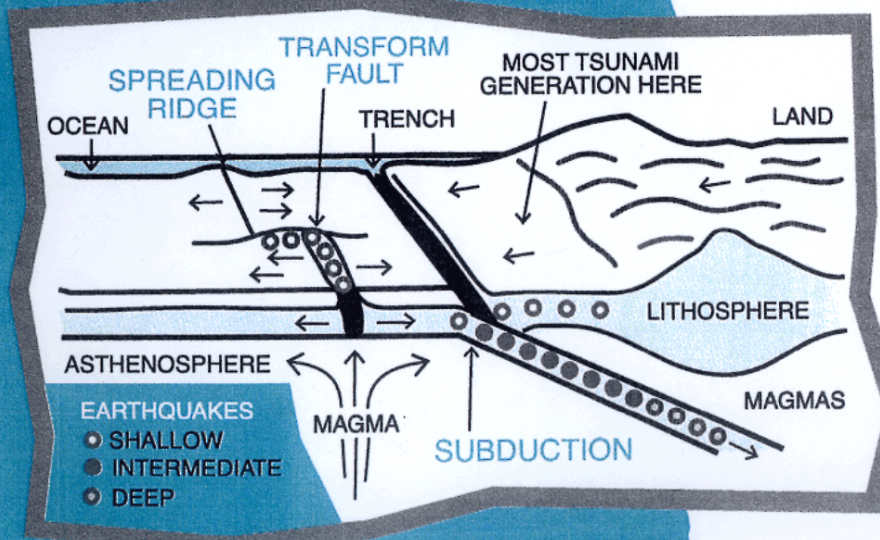 TRANSFORM
FAULT
SPREADING
RIDGE
MOST TSUNAMI
GENERATION HERE
OCEAN
TRENCH
LAND
LITHOSPHERE
ASTHENOSPHERE
MAGMAS
MAGMA
SUBDUCTION
EARTHQUAKES
SHALLOW
INTERMEDIATE
DEEP